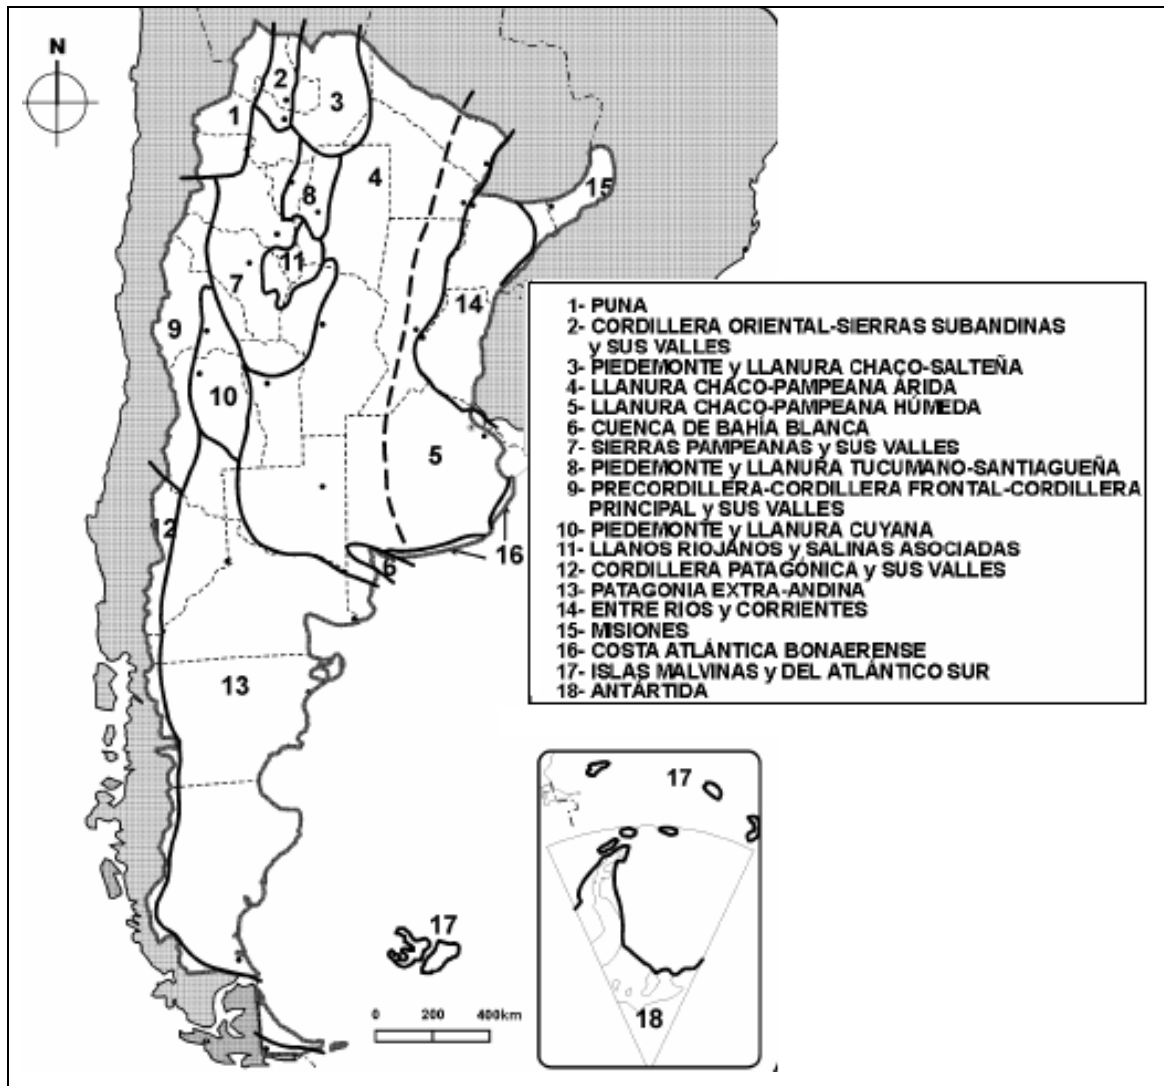 N
2
1
3
4
15
8
11
7
14
9
10
5
6
16
12
13
17
0 200 400km
1- PUNA
2- CORDILLERA ORIENTAL-SIERRAS SUBANDINAS
y SUS VALLES
3- PIEDEMONTE y LLANURA CHACO-SALTEÑA
4- LLANURA CHACO-PAMPEANA ÁRIDA
5- LLANURA CHACO-PAMPEANA HÚMEDA
6- CUENCA DE BAHÍA BLANCA
7- SIERRAS PAMPEANAS y SUS VALLES
8- PIEDEMONTE y LLANURA TUCUMANO-SANTIAGUEÑA
9- PRECORDILLERA-CORDILLERA FRONTAL-CORDILLERA
PRINCIPAL y SUS VALLES
10- PIEDEMONTE y LLANURA CUYANA
11- LLANOS RIOJANOS y SALINAS ASOCIADAS
12- CORDILLERA PATAGÓNICA y SUS VALLES
13- PATAGONIA EXTRA-ANDINA
14- ENTRE RIOS y CORRIENTES
15- MISIONES
16- COSTA ATLÁNTICA BONAERENSE
17- ISLAS MALVINAS y DEL ATLÁNTICO SUR
18- ANTÁRTIDA
17
18